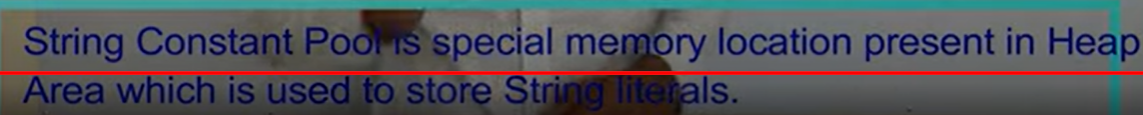 String Constant Pool is special memory location present in Heap
Area which is used to store String literals.